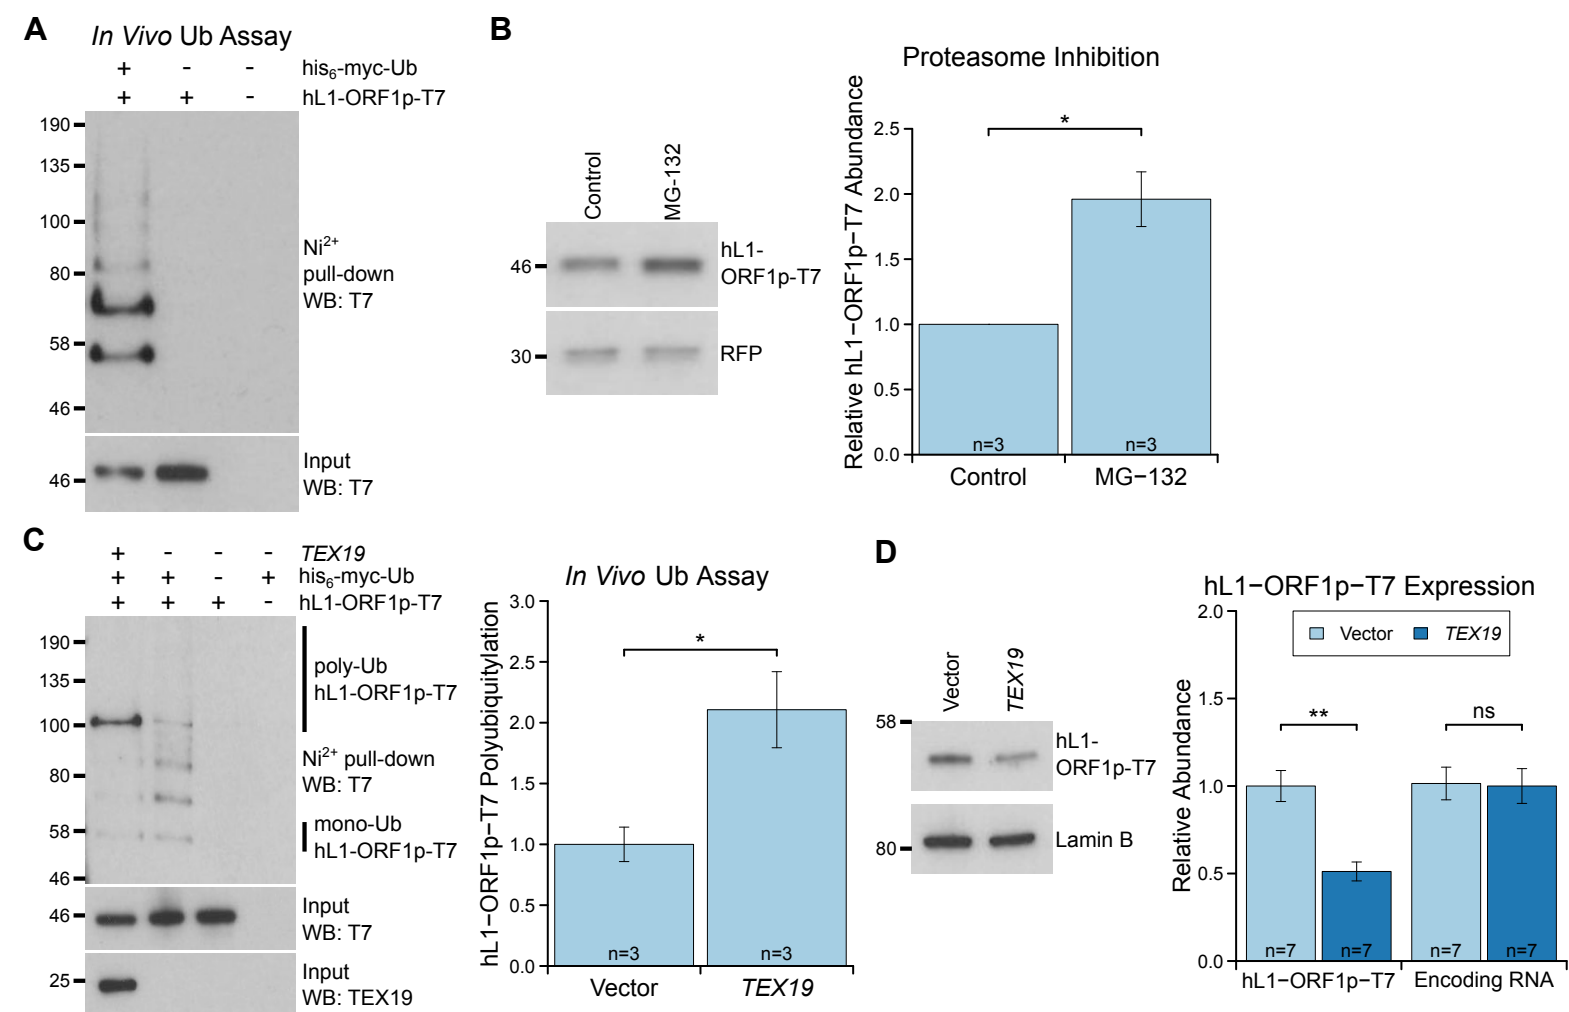 A
In Vivo Ub Assay
+ - - his6-myc-Ub
+ + - hL1-ORF1p-T7
190
135
100
80
58
46
Ni2+
pull-down
WB: T7
46
Input
WB: T7
B
Control
MG-132
46
hL1-
ORF1p-T7
30
RFP
Proteasome Inhibition
Relative hL1−ORF1p−T7 Abundance
2.5
2.0
1.5
1.0
0.5
0.0
*
n=3
n=3
Control
MG−132
C
+ - - - TEX19
+ + - + his6-myc-Ub
+ + + - hL1-ORF1p-T7
190
135
100
80
58
46
poly-Ub
hL1-ORF1p-T7
Ni2+ pull-down
WB: T7
mono-Ub
hL1-ORF1p-T7
46
Input
WB: T7
25
Input
WB: TEX19
In Vivo Ub Assay
hL1−ORF1p−T7 Polyubiquitylation
3.0
2.5
2.0
1.5
1.0
0.5
0.0
*
n=3
n=3
Vector
TEX19
D
Vector
TEX19
58
hL1-
ORF1p-T7
80
Lamin B
hL1−ORF1p−T7 Expression
Relative Abundance
2.0
1.5
1.0
0.5
0.0
Vector
TEX19
**
ns
n=7
n=7
n=7
n=7
hL1−ORF1p−T7
Encoding RNA